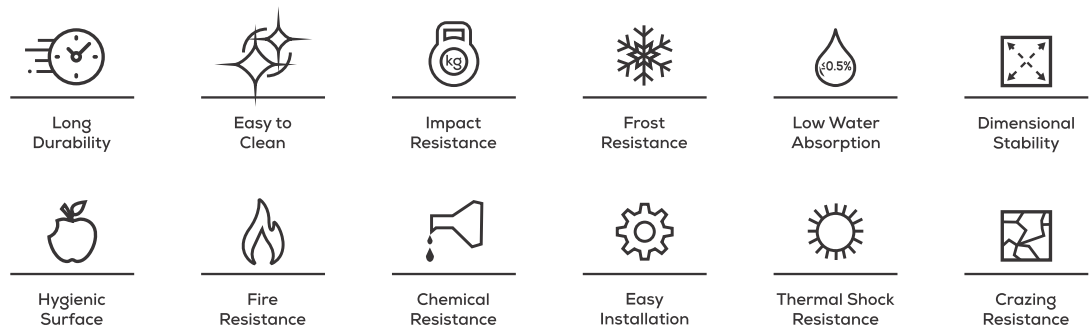 kg
≤0.5%
Long
Durability
Easy to
Clean
Impact
Resistance
Frost
Resistance
Low Water
Absorption
Dimensional
Stability
Hygienic
Surface
Fire
Resistance
Chemical
Resistance
Easy
Installation
Thermal Shock
Resistance
Crazing
Resistance